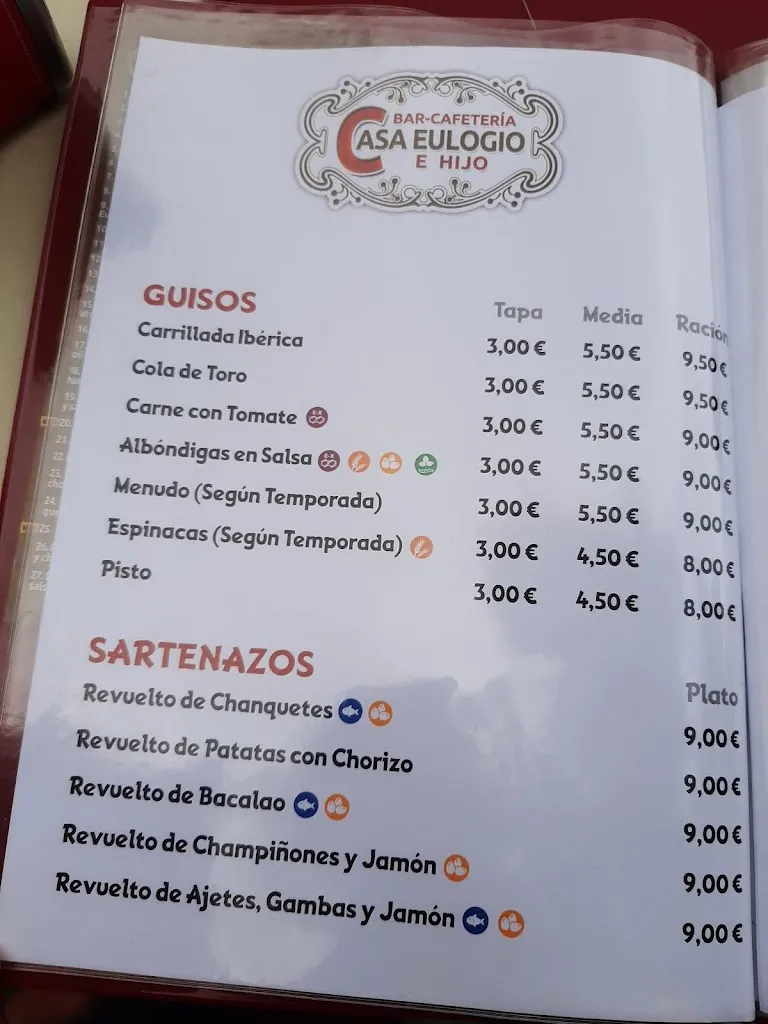 BAR-CAFETERÍA
CASA EULOGIO
E HIJO
GUISOS Tapa Media Ración
Carrillada Ibérica 3,00 € 5,50 € 9,50 €
Cola de Toro 3,00 € 5,50 € 9,50 €
Carne con Tomate 3,00 € 5,50 € 9,00 €
Albóndigas en Salsa 3,00 € 5,50 € 9,00 €
Menudo (Según Temporada) 3,00 € 5,50 € 9,00 €
Espinacas (Según Temporada) 3,00 € 4,50 € 8,00 €
Pisto 3,00 € 4,50 € 8,00 €
SARTENAZOS Plato
Revuelto de Chanquetes 9,00 €
Revuelto de Patatas con Chorizo 9,00 €
Revuelto de Bacalao 9,00 €
Revuelto de Champiñones y Jamón 9,00 €
Revuelto de Ajetes, Gambas y Jamón 9,00 €